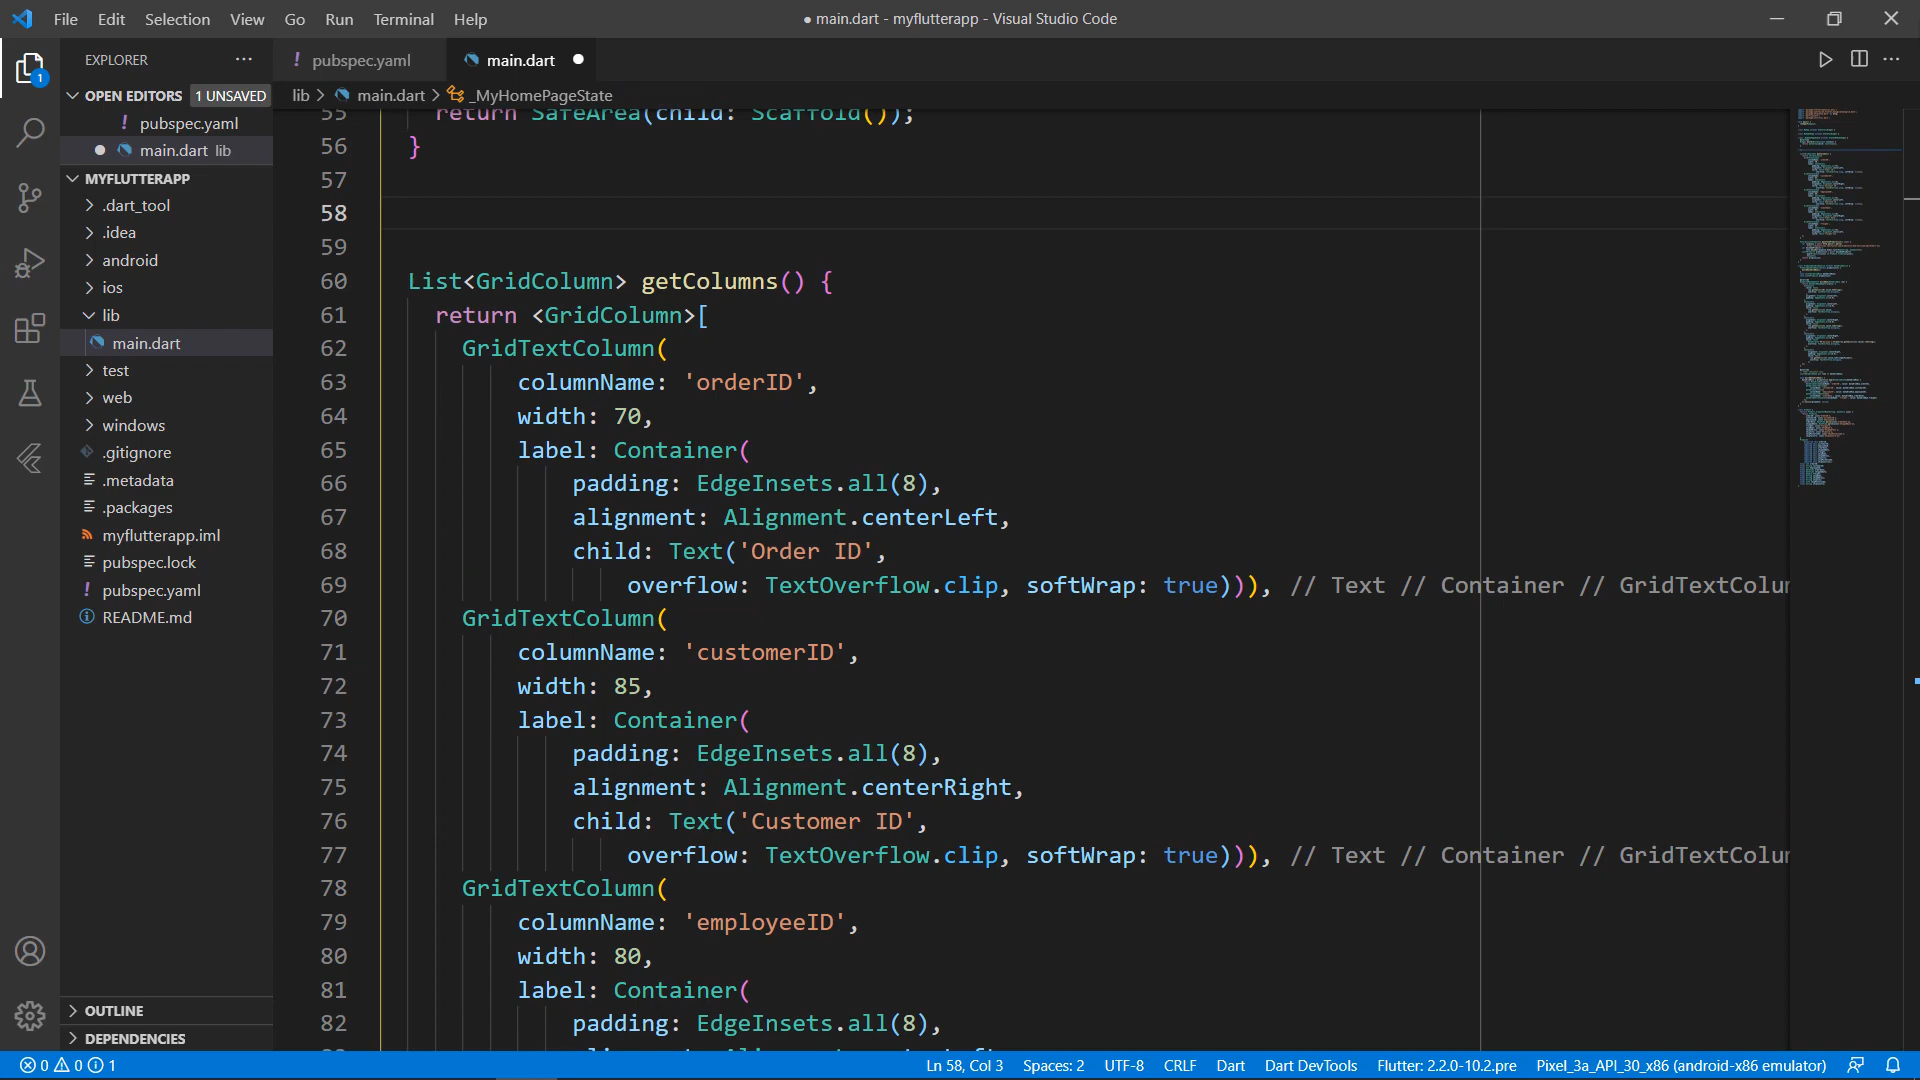 File Edit Selection View Go Run Terminal Help
● main.dart - myflutterapp - Visual Studio Code
EXPLORER
! pubspec.yaml
main.dart
OPEN EDITORS 1 UNSAVED
lib > main.dart > _MyHomePageState
! pubspec.yaml
main.dart lib
MYFLUTTERAPP
.dart_tool
.idea
android
ios
lib
main.dart
test
web
windows
.gitignore
.metadata
.packages
myflutterapp.iml
pubspec.lock
! pubspec.yaml
README.md
OUTLINE
DEPENDENCIES
1
55 return SafeArea(child: Scaffold());
56 }
57
58
59
60 List<GridColumn> getColumns() {
61 return <GridColumn>[
62 GridTextColumn(
63 columnName: 'orderID',
64 width: 70,
65 label: Container(
66 padding: EdgeInsets.all(8),
67 alignment: Alignment.centerLeft,
68 child: Text('Order ID',
69 overflow: TextOverflow.clip, softWrap: true))), // Text // Container // GridTextColum
70 GridTextColumn(
71 columnName: 'customerID',
72 width: 85,
73 label: Container(
74 padding: EdgeInsets.all(8),
75 alignment: Alignment.centerRight,
76 child: Text('Customer ID',
77 overflow: TextOverflow.clip, softWrap: true))), // Text // Container // GridTextColum
78 GridTextColumn(
79 columnName: 'employeeID',
80 width: 80,
81 label: Container(
82 padding: EdgeInsets.all(8),
0 0 1
Ln 58, Col 3 Spaces: 2 UTF-8 CRLF Dart Dart DevTools Flutter: 2.2.0-10.2.pre Pixel_3a_API_30_x86 (android-x86 emulator)